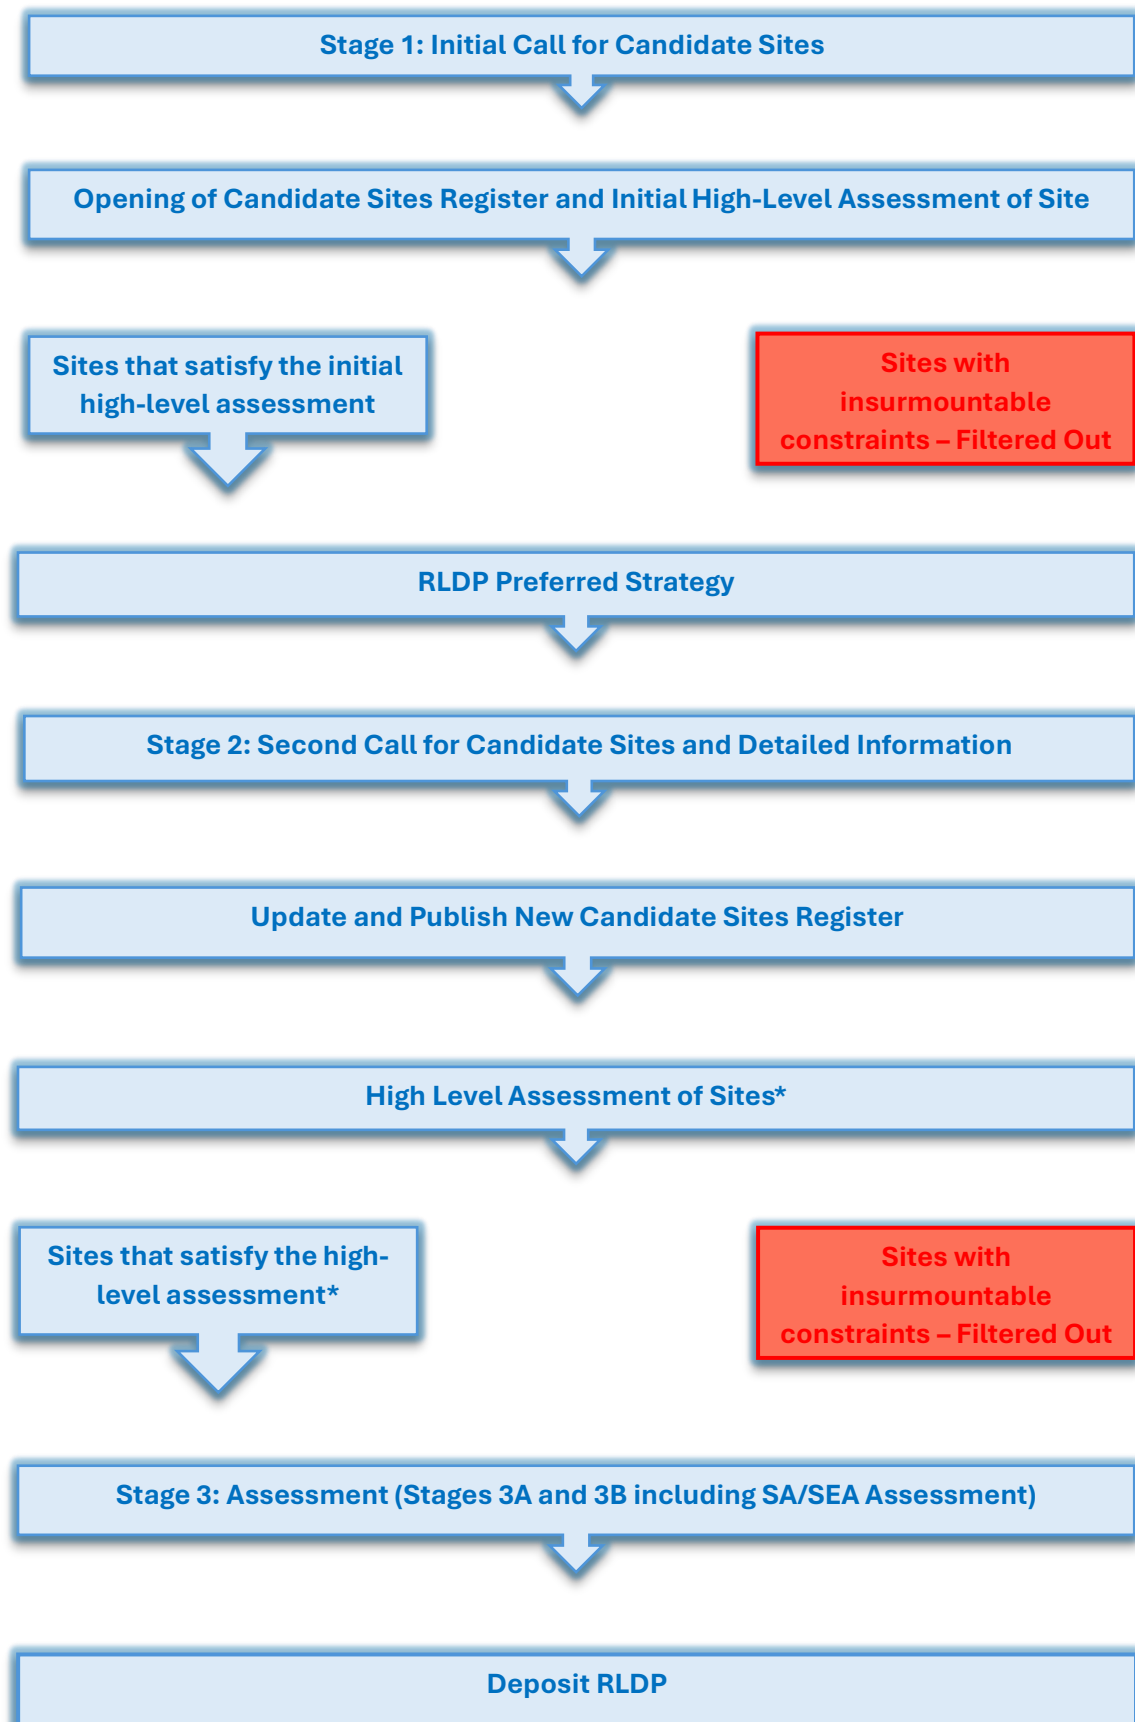 Stage 1: Initial Call for Candidate Sites
Opening of Candidate Sites Register and Initial High-Level Assessment of Site
Sites that satisfy the initial
high-level assessment
Sites with
insurmountable
constraints – Filtered Out
RLDP Preferred Strategy
Stage 2: Second Call for Candidate Sites and Detailed Information
Update and Publish New Candidate Sites Register
High Level Assessment of Sites*
Sites that satisfy the high-
level assessment*
Sites with
insurmountable
constraints – Filtered Out
Stage 3: Assessment (Stages 3A and 3B including SA/SEA Assessment)
Deposit RLDP